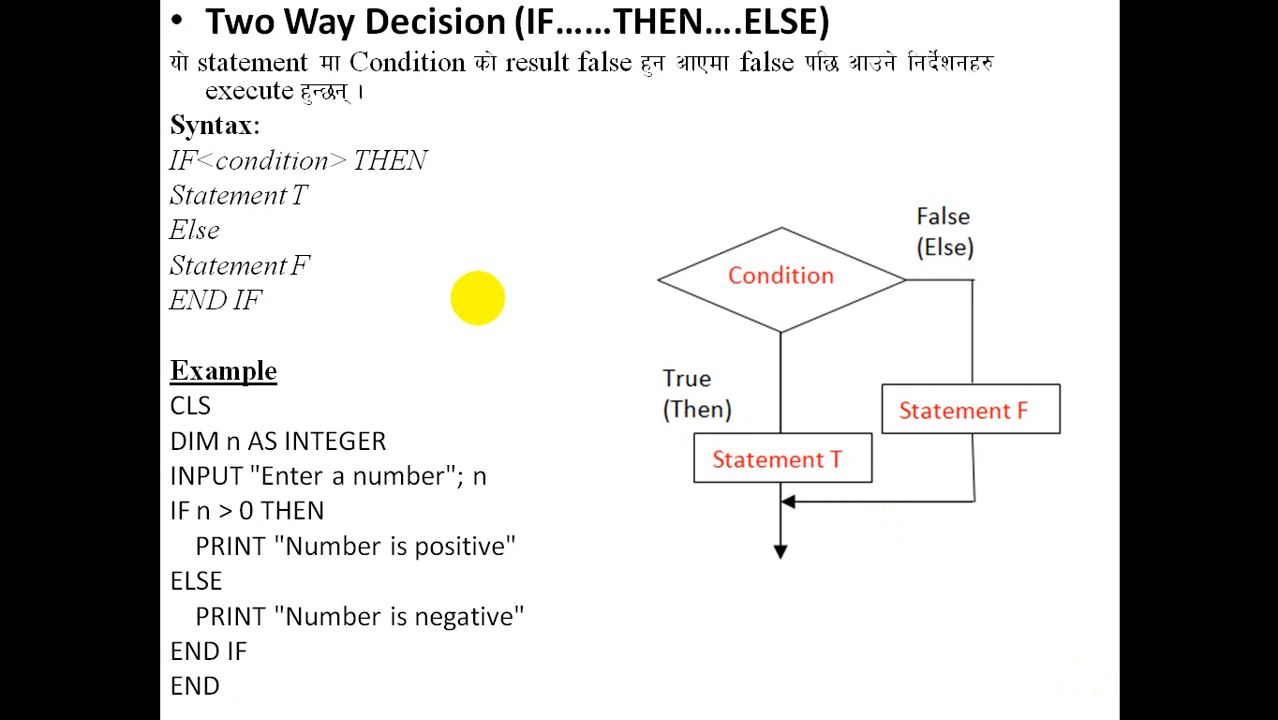 • Two Way Decision (IF……THEN….ELSE)
यो statement मा Condition को result false हुन आएमा false पछि आउने निर्देशनहरु
execute हुन्छन् ।
Syntax:
IF<condition> THEN
Statement T
Else
Statement F
END IF
Example
CLS
DIM n AS INTEGER
INPUT "Enter a number"; n
IF n > 0 THEN
PRINT "Number is positive"
ELSE
PRINT "Number is negative"
END IF
END
False
(Else)
Condition
True
(Then)
Statement F
Statement T